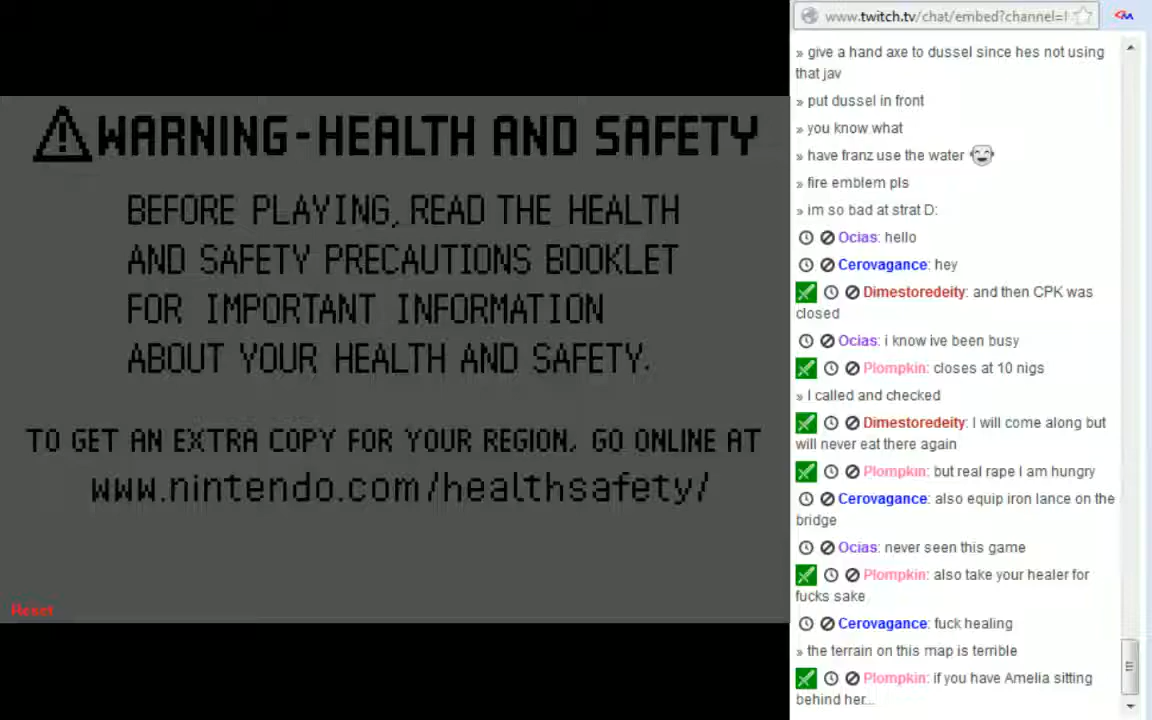 WARNING-HEALTH AND SAFETY
BEFORE PLAYING, READ THE HEALTH
AND SAFETY PRECAUTIONS BOOKLET
FOR IMPORTANT INFORMATION
ABOUT YOUR HEALTH AND SAFETY.
TO GET AN EXTRA COPY FOR YOUR REGION, GO ONLINE AT
www.nintendo.com/healthsafety/
Reset
www.twitch.tv/chat/embed?channel=
» give a hand axe to dussel since hes not using
that jav
» put dussel in front
» you know what
» have franz use the water
» fire emblem pls
» im so bad at strat D:
Ocias: hello
Cerovagance: hey
Dimestoredeity: and then CPK was
closed
Ocias: i know ive been busy
Plompkin: closes at 10 nigs
» I called and checked
Dimestoredeity: I will come along but
will never eat there again
Plompkin: but real rape I am hungry
Cerovagance: also equip iron lance on the
bridge
Ocias: never seen this game
Plompkin: also take your healer for
fucks sake
Cerovagance: fuck healing
» the terrain on this map is terrible
Plompkin: if you have Amelia sitting
behind her...